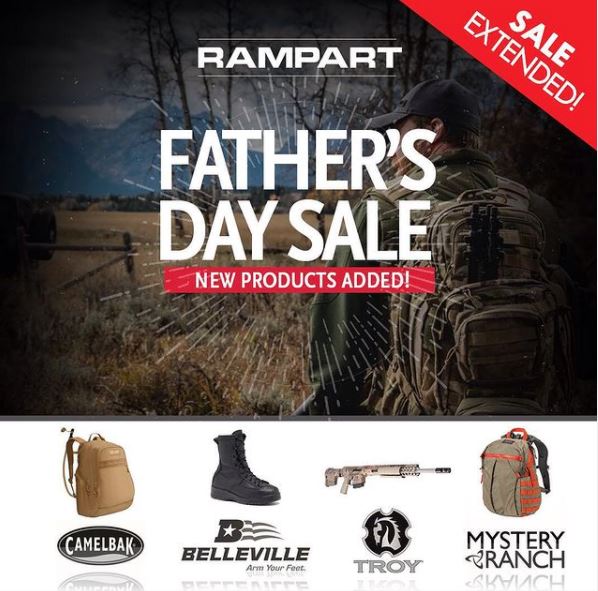 SALE
EXTENDED!
RAMPART
FATHER'S
DAY SALE
NEW PRODUCTS ADDED!
CAMELBAK
BELLEVILLE
Arm Your Feet.
TROY
MYSTERY
RANCH